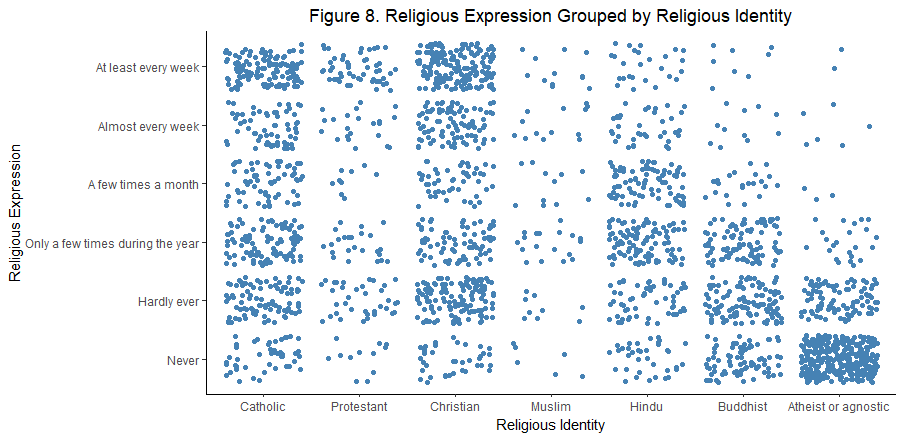 Figure 8. Religious Expression Grouped by Religious Identity
Religious Expression
At least every week
Almost every week
A few times a month
Only a few times during the year
Hardly ever
Never
Catholic Protestant Christian Muslim Hindu Buddhist Atheist or agnostic
Religious Identity